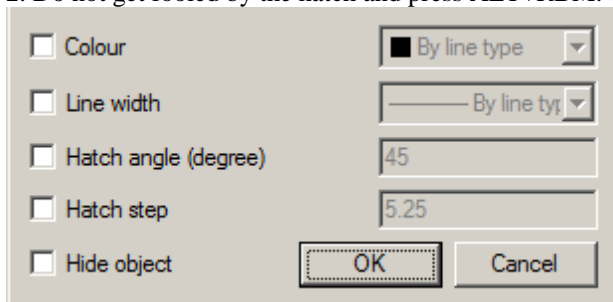 Colour By line type
Line width By line typ
Hatch angle (degree) 45
Hatch step 5.25
Hide object OK Cancel